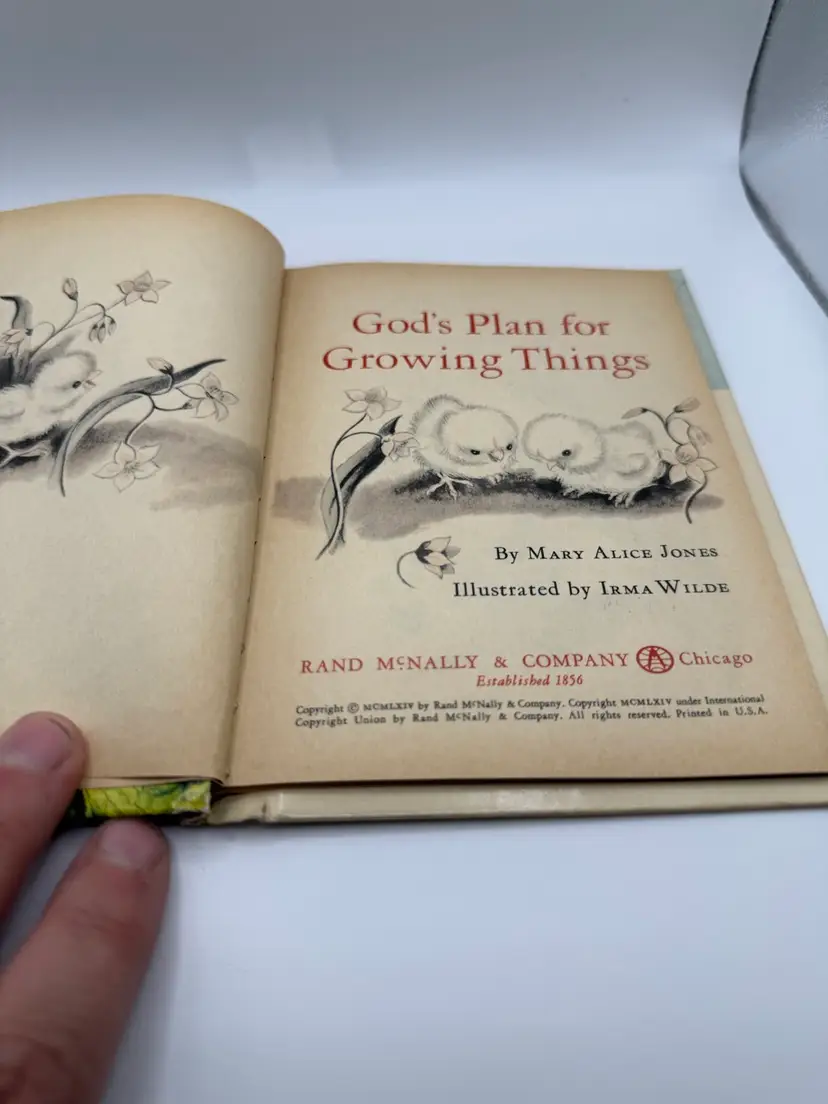 God's Plan for
Growing Things
By MARY ALICE JONES
Illustrated by IRMA WILDE
RAND McNALLY & COMPANY Chicago
Established 1856
Copyright © MCMLXIV by Rand McNally & Company. Copyright MCMLXIV under International
Copyright Union by Rand McNally & Company. All rights reserved. Printed in U.S.A.